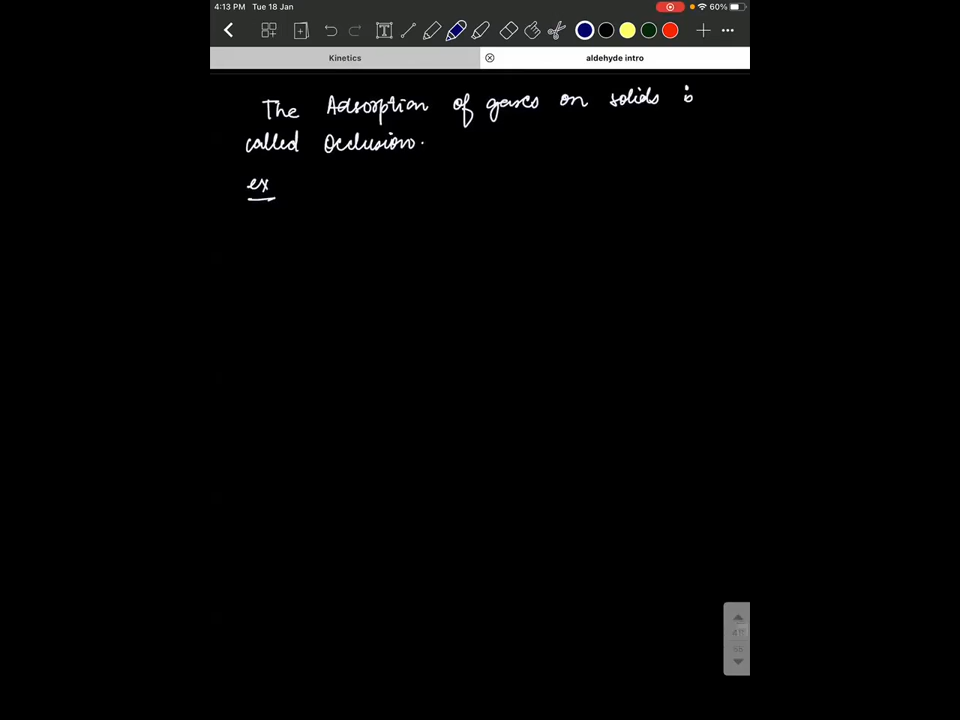 4:13 PM Tue 18 Jan 60%
Kinetics aldehyde intro
The Adsorption of gases on solids is
called Occlusion.
ex